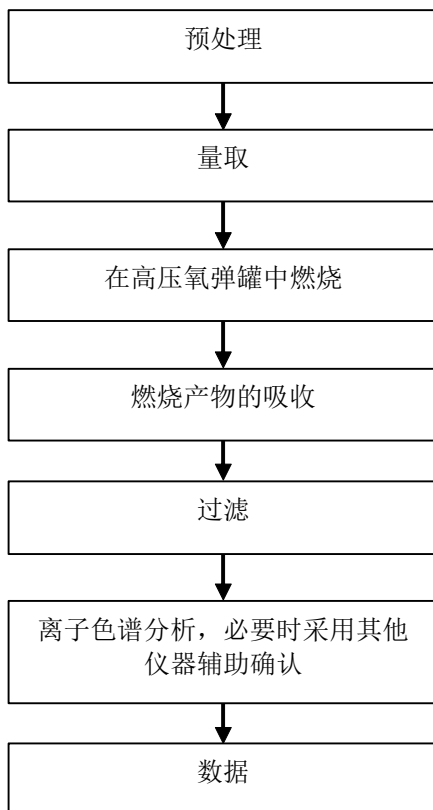 预处理
量取
在高压氧弹罐中燃烧
燃烧产物的吸收
过滤
离子色谱分析，必要时采用其他
仪器辅助确认
数据